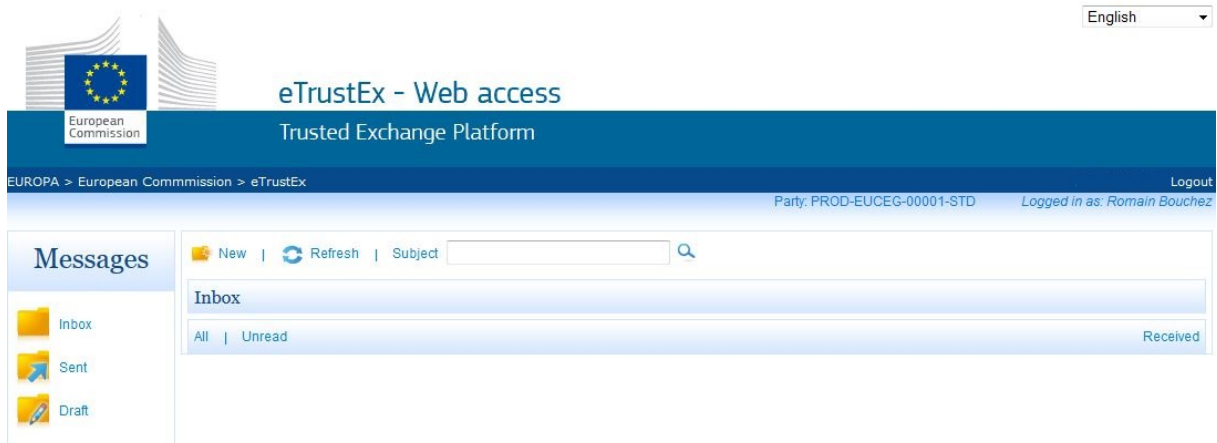 English
eTrustEx - Web access
European
Commission
Trusted Exchange Platform
EUROPA > European Commmission > eTrustEx
Logout
Party: PROD-EUCEG-00001-STD Logged in as: Romain Bouchez
Messages
New | Refresh | Subject
Inbox
Inbox
All | Unread Received
Sent
Draft